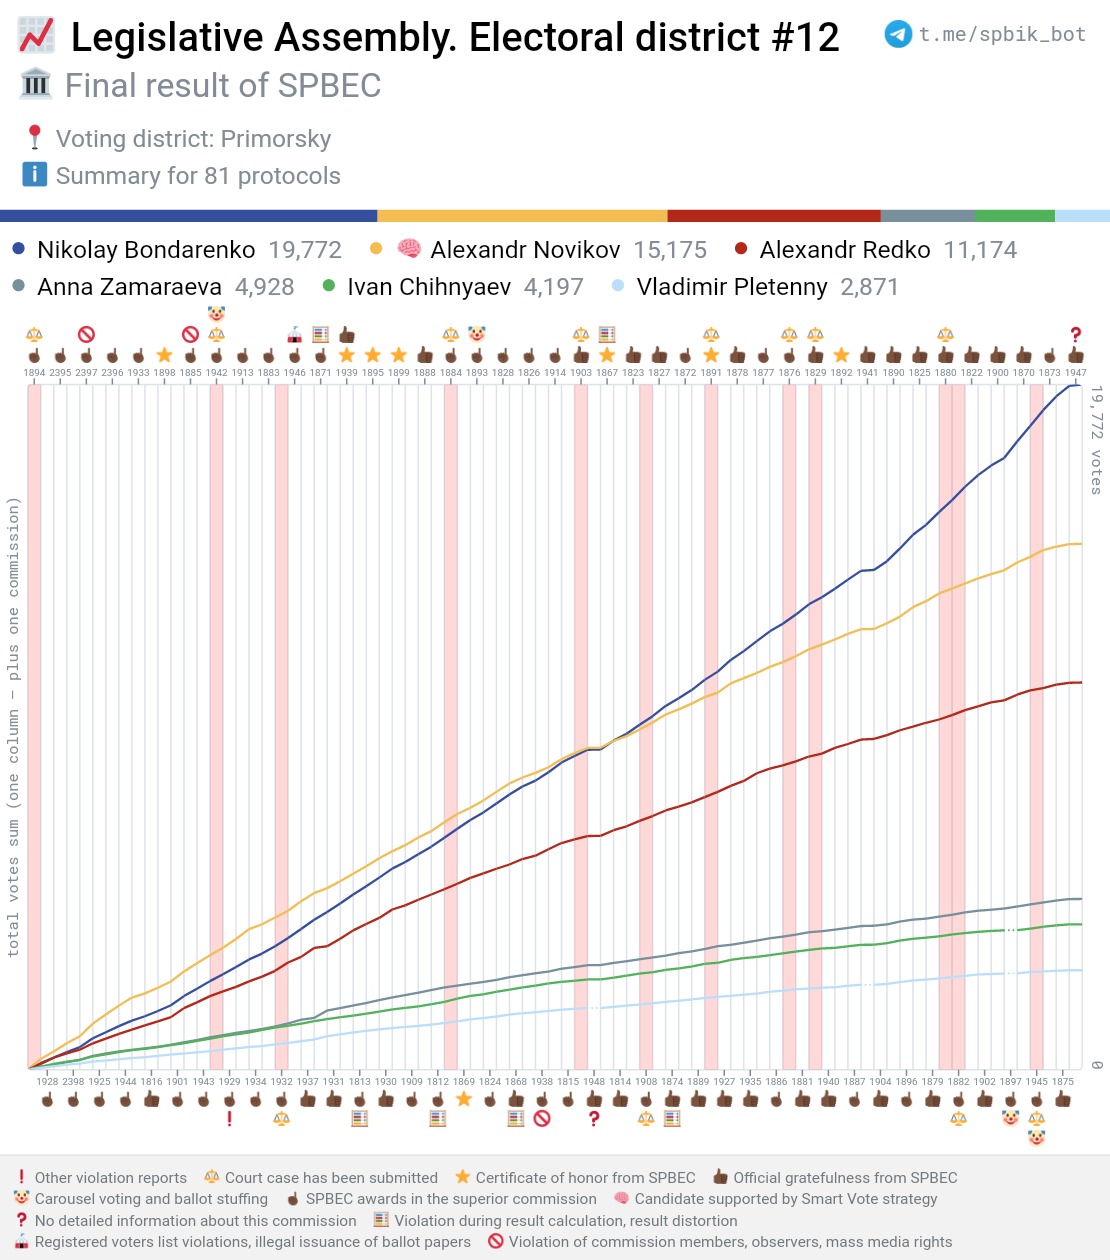 Legislative Assembly. Electoral district #12
t.me/spbik_bot
Final result of SPBEC
Voting district: Primorsky
Summary for 81 protocols
Nikolay Bondarenko 19,772 Alexandr Novikov 15,175 Alexandr Redko 11,174
Anna Zamaraeva 4,928 Ivan Chihnyaev 4,197 Vladimir Pletenny 2,871
1894 2395 2397 2396 1933 1898 1885 1942 1913 1883 1946 1871 1939 1895 1899 1888 1884 1893 1828 1826 1914 1903 1867 1823 1827 1872 1891 1878 1877 1876 1829 1892 1941 1890 1825 1880 1822 1900 1870 1873 1947
19,772 votes
total votes sum (one column – plus one commission)
0
1928 2398 1925 1944 1816 1901 1943 1929 1934 1932 1937 1931 1813 1930 1909 1812 1869 1824 1868 1938 1815 1948 1814 1908 1874 1889 1927 1935 1886 1881 1940 1887 1904 1896 1879 1882 1902 1897 1945 1875
Other violation reports Court case has been submitted Certificate of honor from SPBEC Official gratefulness from SPBEC
Carousel voting and ballot stuffing SPBEC awards in the superior commission Candidate supported by Smart Vote strategy
No detailed information about this commission Violation during result calculation, result distortion
Registered voters list violations, illegal issuance of ballot papers Violation of commission members, observers, mass media rights